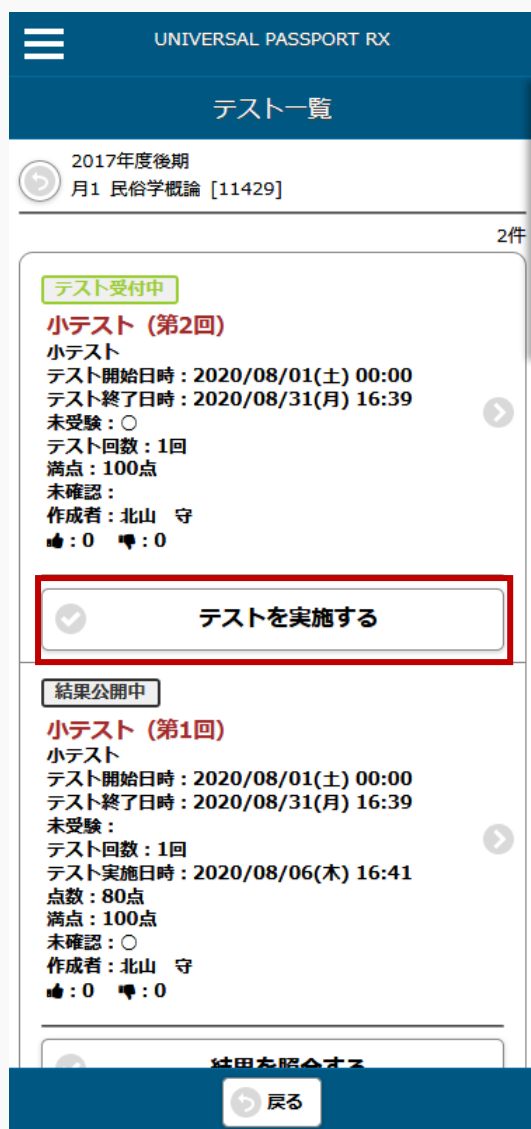 UNIVERSAL PASSPORT RX
テスト一覧
2017年度後期
月1 民俗学概論 [11429]
2件
テスト受付中
小テスト（第2回）
小テスト
テスト開始日時：2020/08/01(土) 00:00
テスト終了日時：2020/08/31(月) 16:39
未受験：○
テスト回数：1回
満点：100点
未確認：
作成者：北山　守
：0　：0
テストを実施する
結果公開中
小テスト（第1回）
小テスト
テスト開始日時：2020/08/01(土) 00:00
テスト終了日時：2020/08/31(月) 16:39
未受験：
テスト回数：1回
テスト実施日時：2020/08/06(木) 16:41
点数：80点
満点：100点
未確認：○
作成者：北山　守
：0　：0
結果を照会する
戻る